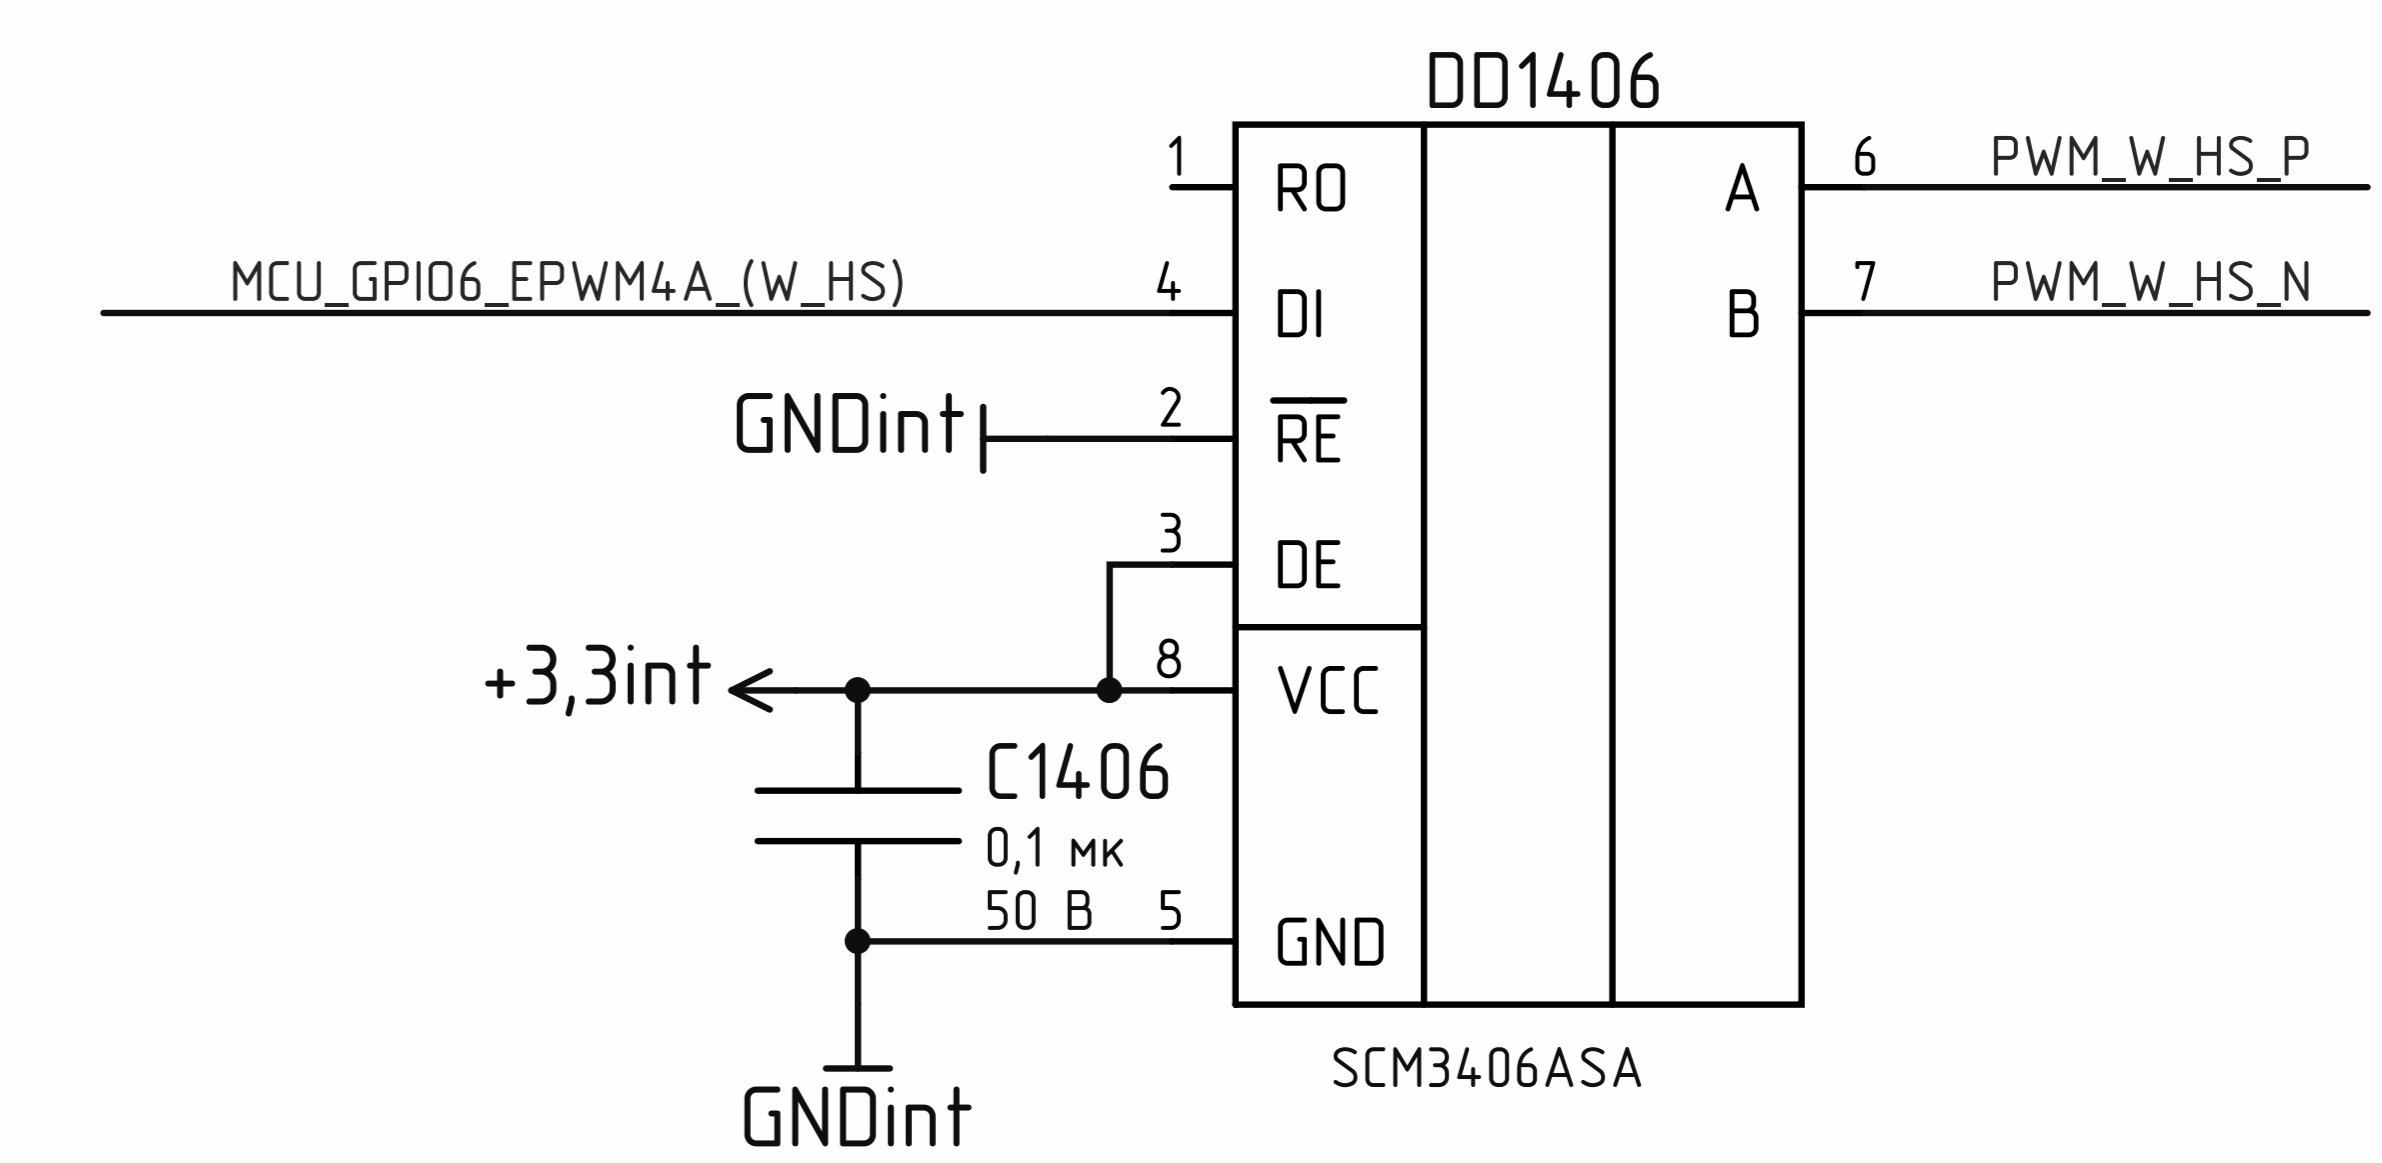 DD1406
1 RO A 6 PWM_W_HS_P
MCU_GPIO6_EPWM4A_(W_HS) 4 DI B 7 PWM_W_HS_N
GNDint 2 RE
3 DE
+3,3int 8 VCC
C1406
0,1 мк
50 В 5 GND
SCM3406ASA
GNDint